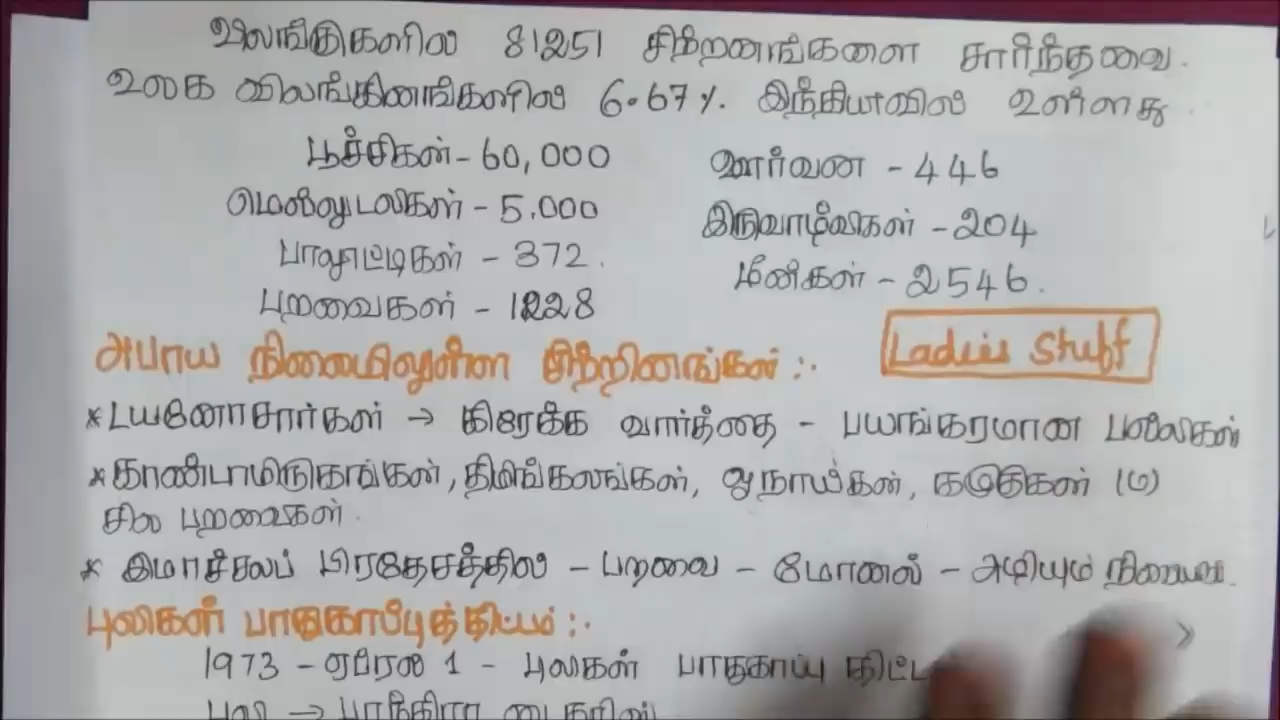 விலங்குகளில் 81251 சிற்றினங்களை சார்ந்தவை.
உலக விலங்கினங்களில் 6.67%. இந்தியாவில் உள்ளது.
பூச்சிகள் - 60,000 ஊர்வன - 446
மெல்லுடலிகள் - 5.000 இருவாழ்விகள் - 204
பாலூட்டிகள் - 372. மீன்கள் - 2546.
பறவைகள் - 1228
அபாய நிலையிலுள்ள சிற்றினங்கள் :- Ladies Stuff
* டயனோசார்கள் → கிரேக்க வார்த்தை - பயங்கரமான பல்லிகள்
* காண்டாமிருகங்கள், திமிங்கலங்கள், ஓநாய்கள், கழுகுகள் (ம)
சில பறவைகள்.
* இமாச்சலப் பிரதேசத்தில் - பறவை - மோனல் - அழியும்
புலிகள் பாதுகாப்புத்திட்டம் :-
1973 - ஏப்ரல் 1 - புலிகள் பாதுகாப்பு
புலி →